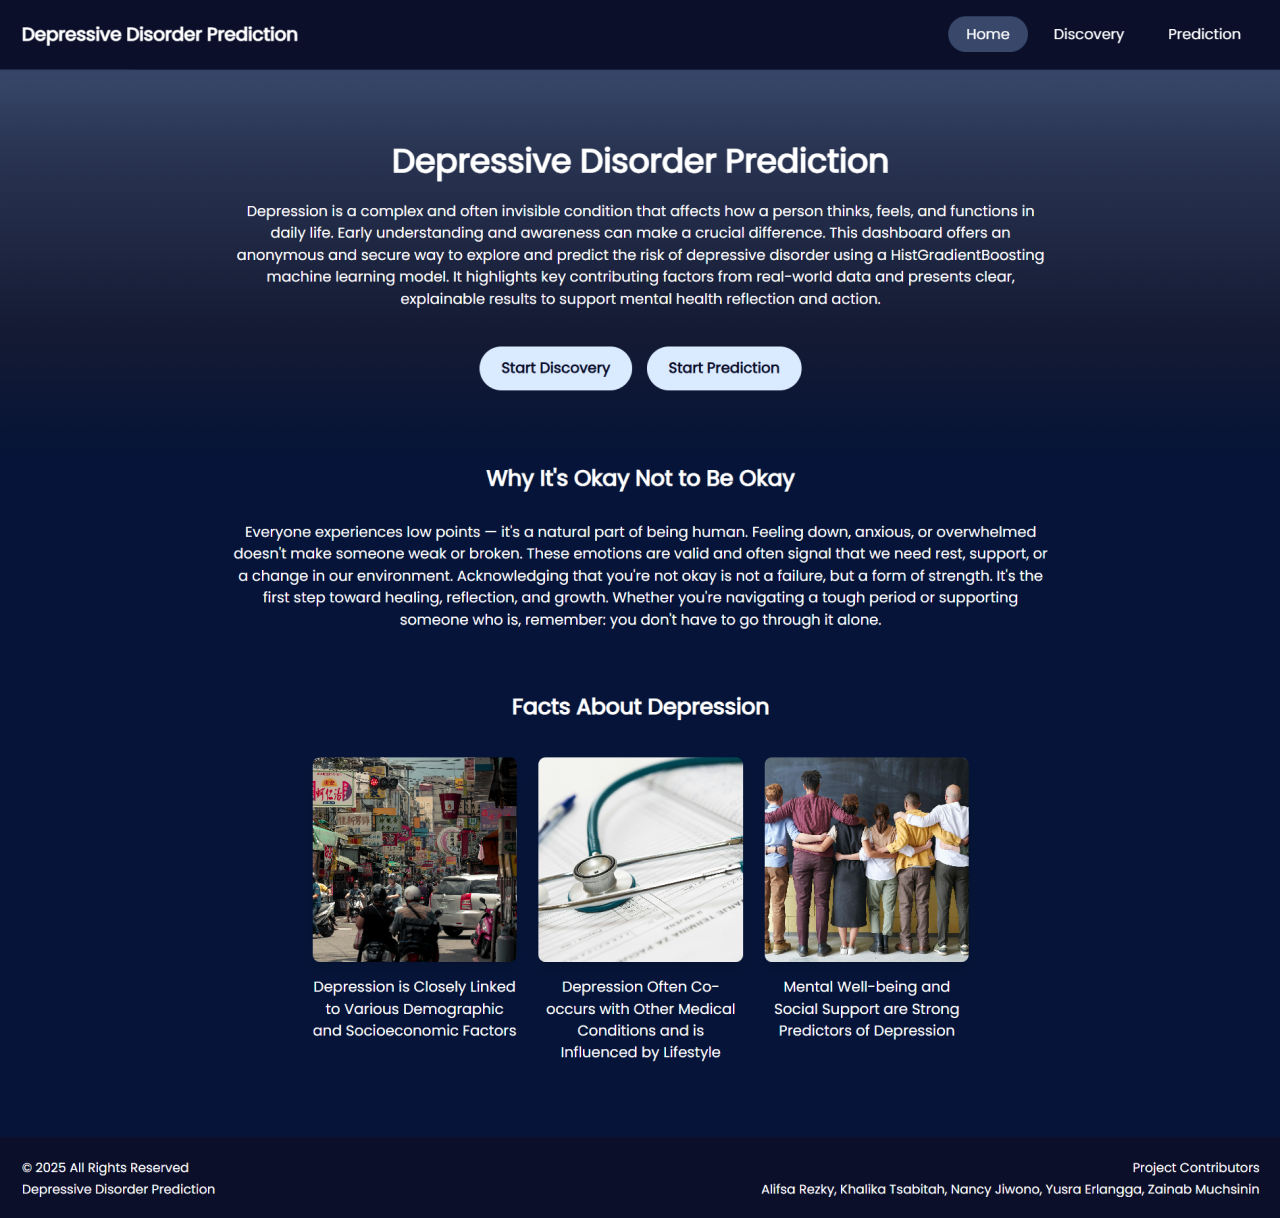 Depressive Disorder Prediction
Home
Discovery
Prediction
Depressive Disorder Prediction
Depression is a complex and often invisible condition that affects how a person thinks, feels, and functions in
daily life. Early understanding and awareness can make a crucial difference. This dashboard offers an
anonymous and secure way to explore and predict the risk of depressive disorder using a HistGradientBoosting
machine learning model. It highlights key contributing factors from real-world data and presents clear,
explainable results to support mental health reflection and action.
Start Discovery
Start Prediction
Why It's Okay Not to Be Okay
Everyone experiences low points — it's a natural part of being human. Feeling down, anxious, or overwhelmed
doesn't make someone weak or broken. These emotions are valid and often signal that we need rest, support, or
a change in our environment. Acknowledging that you're not okay is not a failure, but a form of strength. It's the
first step toward healing, reflection, and growth. Whether you're navigating a tough period or supporting
someone who is, remember: you don't have to go through it alone.
Facts About Depression
TERMINA ZA
Depression is Closely Linked
to Various Demographic
and Socioeconomic Factors
Depression Often Co-
occurs with Other Medical
Conditions and is
Influenced by Lifestyle
Mental Well-being and
Social Support are Strong
Predictors of Depression
© 2025 All Rights Reserved
Depressive Disorder Prediction
Project Contributors
Alifsa Rezky, Khalika Tsabitah, Nancy Jiwono, Yusra Erlangga, Zainab Muchsinin